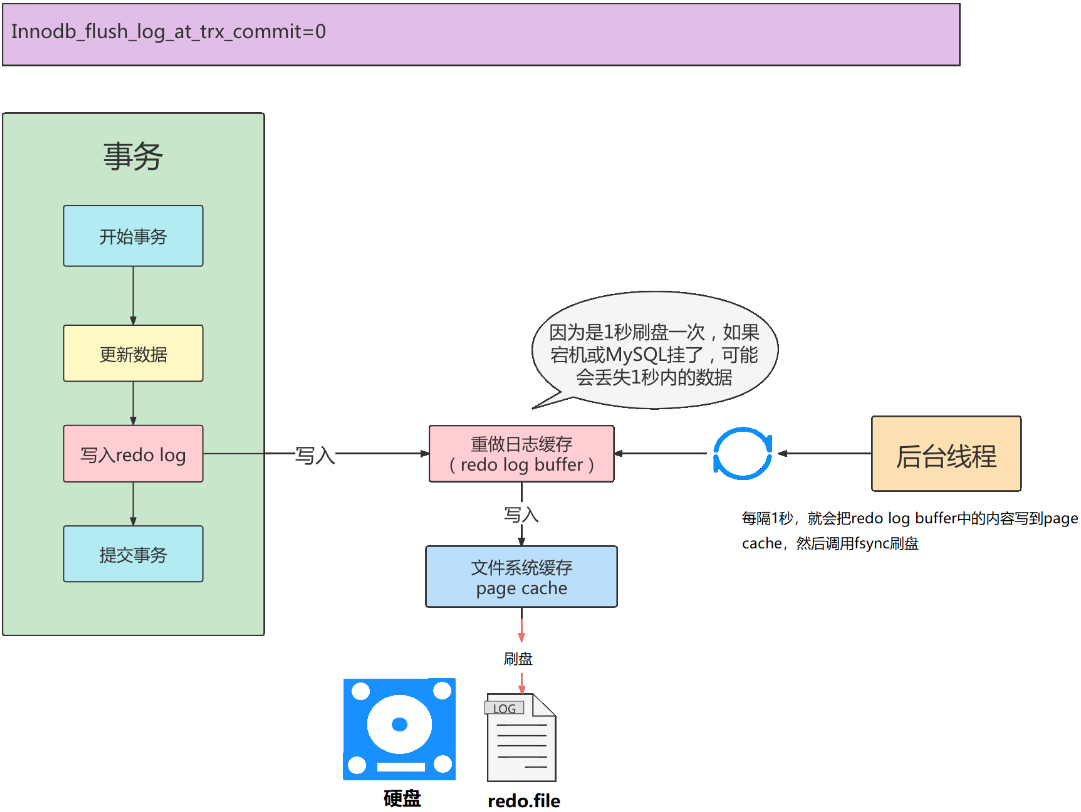 Innodb_flush_log_at_trx_commit=0
事务
开始事务
更新数据
写入redo log
提交事务
写入
因为是1秒刷盘一次，如果
宕机或MySQL挂了，可能
会丢失1秒内的数据
重做日志缓存
（redo log buffer）
后台线程
每隔1秒，就会把redo log buffer中的内容写到page
cache，然后调用fsync刷盘
写入
文件系统缓存
page cache
刷盘
LOG
硬盘
redo.file